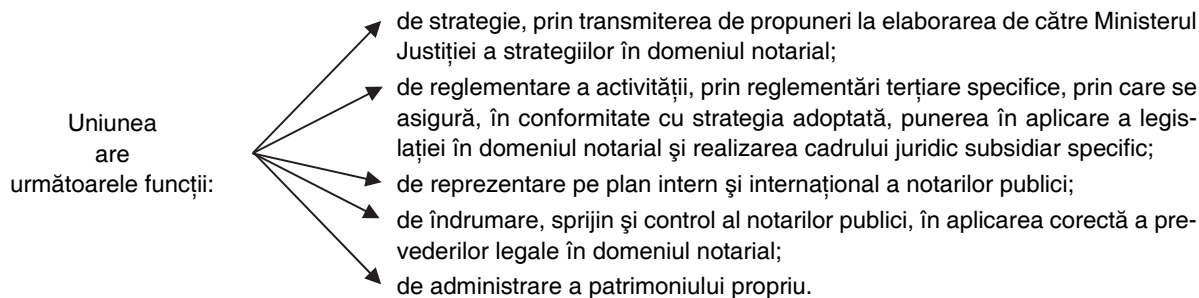 Uniunea
are
următoarele funcții:
de strategie, prin transmiterea de propuneri la elaborarea de către Ministerul
Justiției a strategiilor în domeniul notarial;
de reglementare a activității, prin reglementări terțiare specifice, prin care se
asigură, în conformitate cu strategia adoptată, punerea în aplicare a legis-
lației în domeniul notarial şi realizarea cadrului juridic subsidiar specific;
de reprezentare pe plan intern şi internațional a notarilor publici;
de îndrumare, sprijin şi control al notarilor publici, în aplicarea corectă a pre-
vederilor legale în domeniul notarial;
de administrare a patrimoniului propriu.